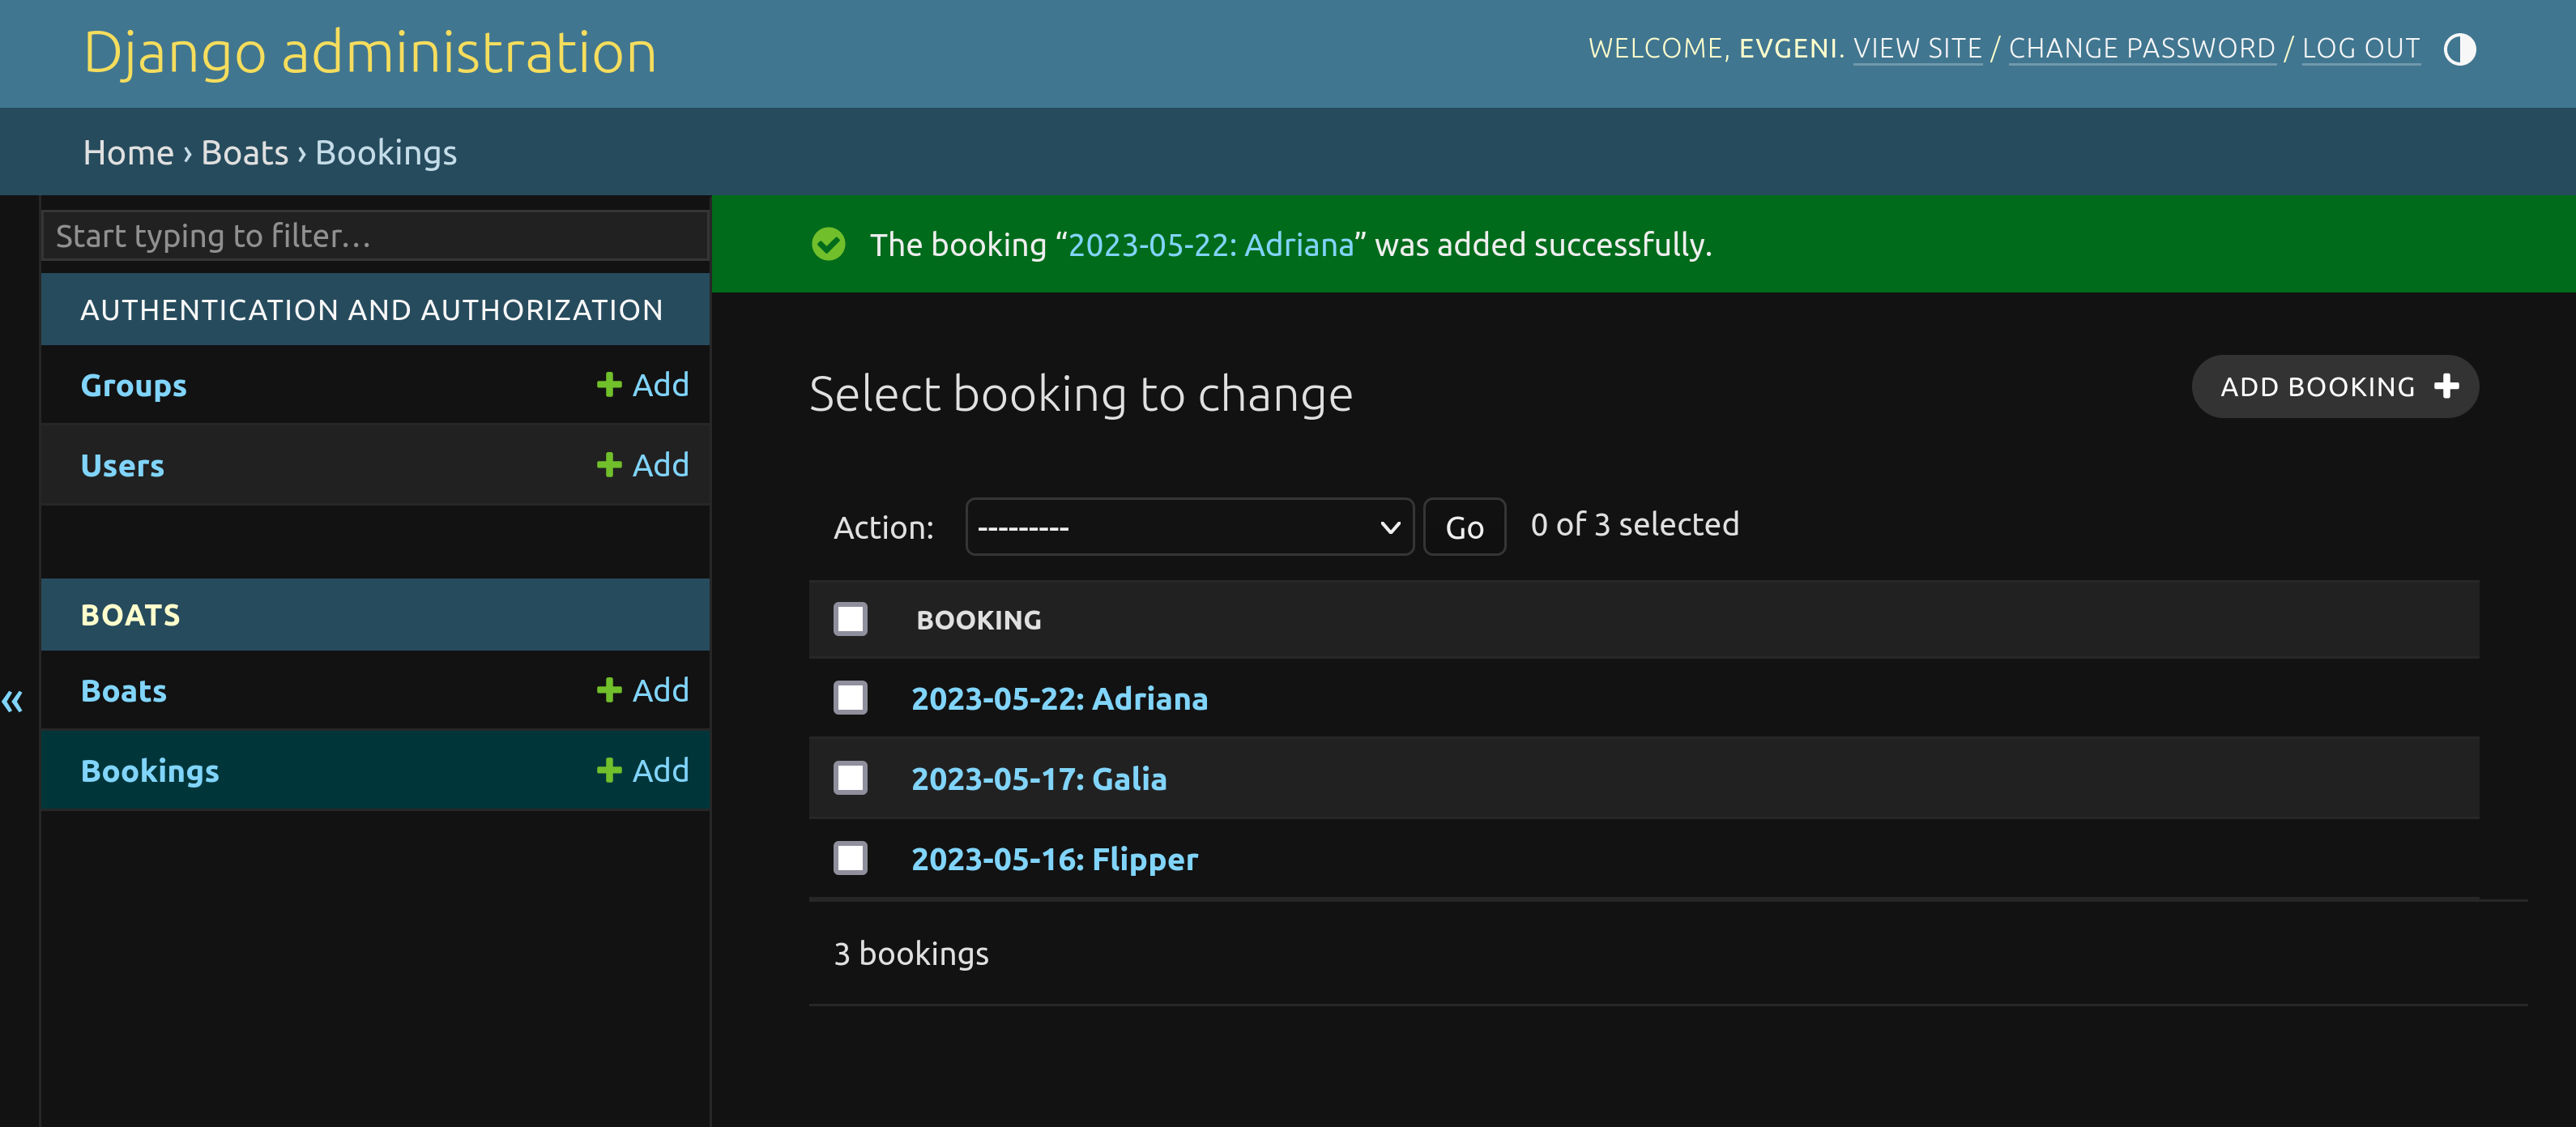 Django administration
WELCOME, EVGENI. VIEW SITE / CHANGE PASSWORD / LOG OUT
Home › Boats › Bookings
Start typing to filter…
AUTHENTICATION AND AUTHORIZATION
Groups
Add
Users
Add
BOATS
Boats
Add
Bookings
Add
«
The booking “2023-05-22: Adriana” was added successfully.
Select booking to change
ADD BOOKING
Action:
---------
Go
0 of 3 selected
BOOKING
2023-05-22: Adriana
2023-05-17: Galia
2023-05-16: Flipper
3 bookings